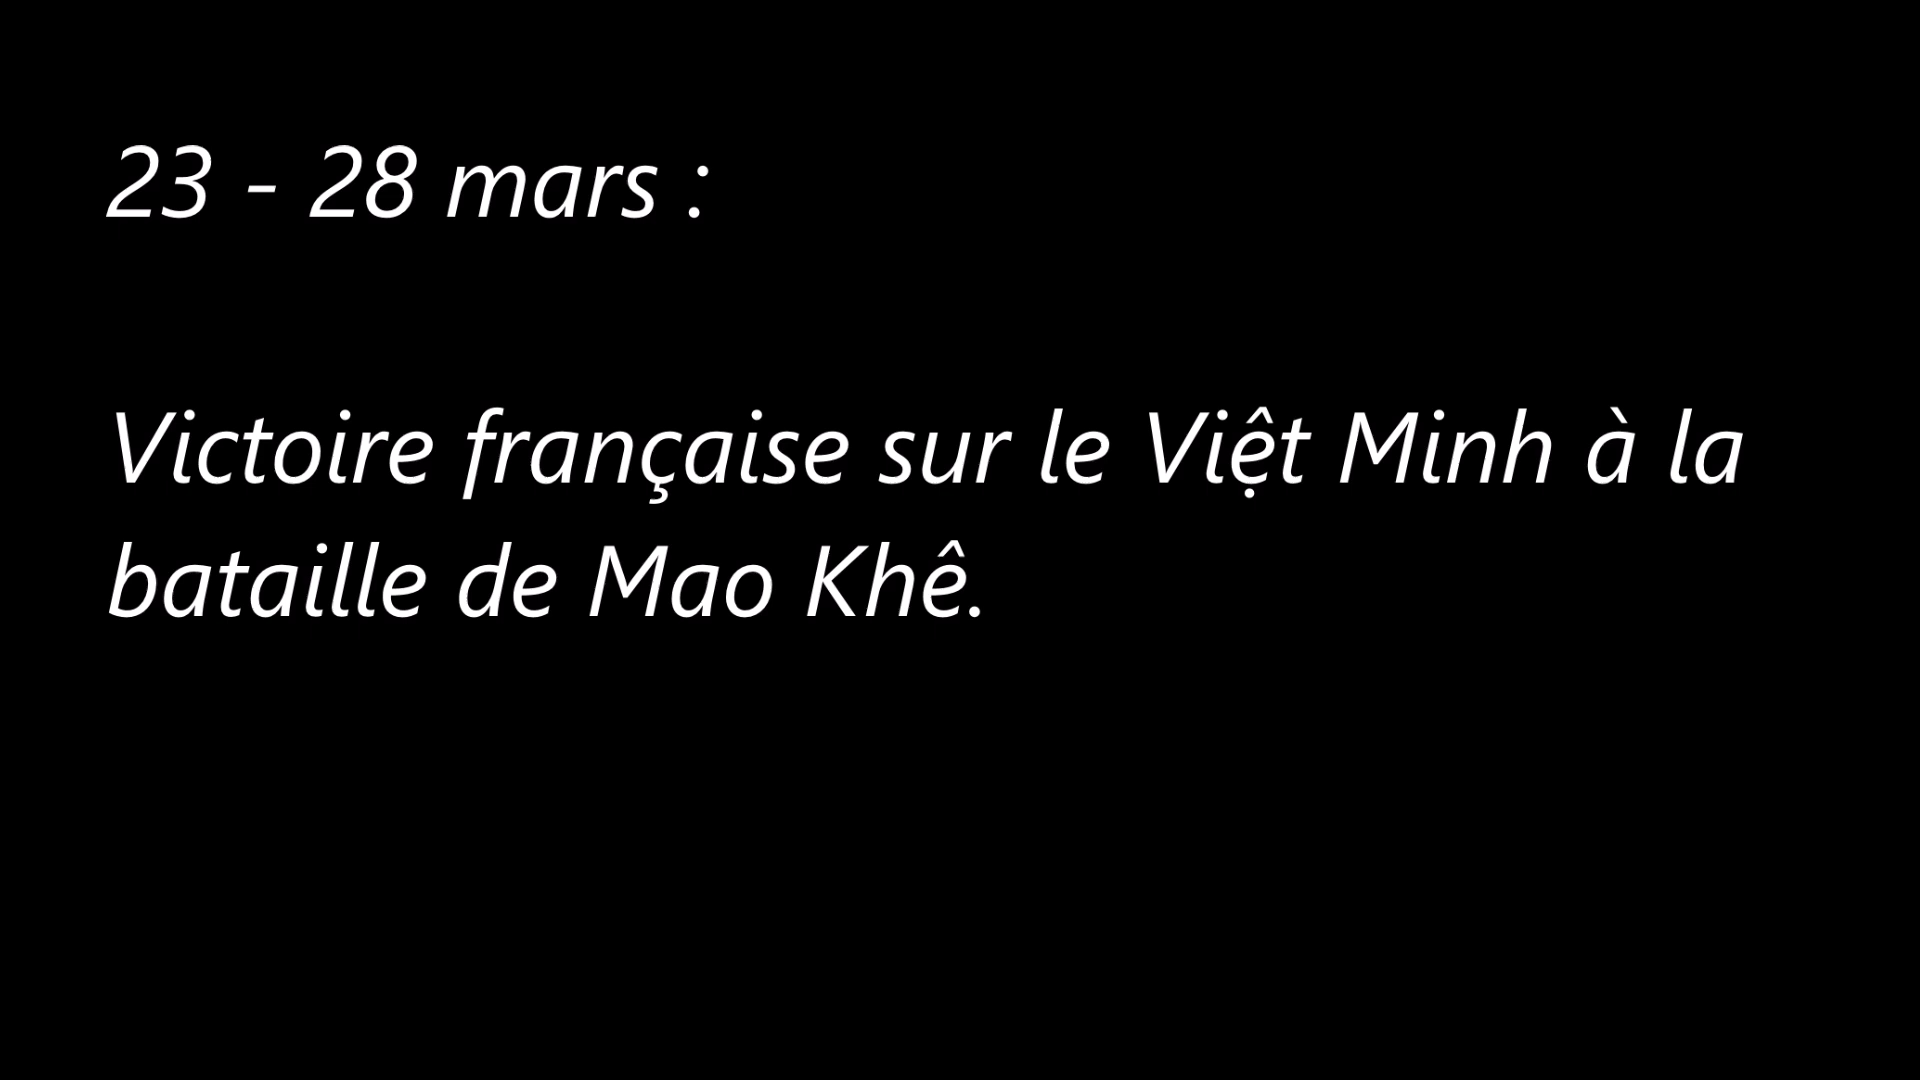 23 - 28 mars :
Victoire française sur le Việt Minh à la
bataille de Mao Khê.